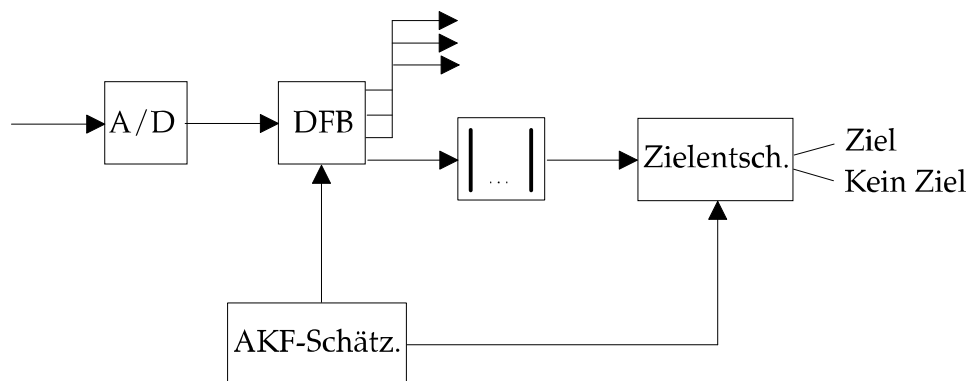 A/D
DFB
| ... |
Zielentsch.
Ziel
Kein Ziel
AKF-Schätz.